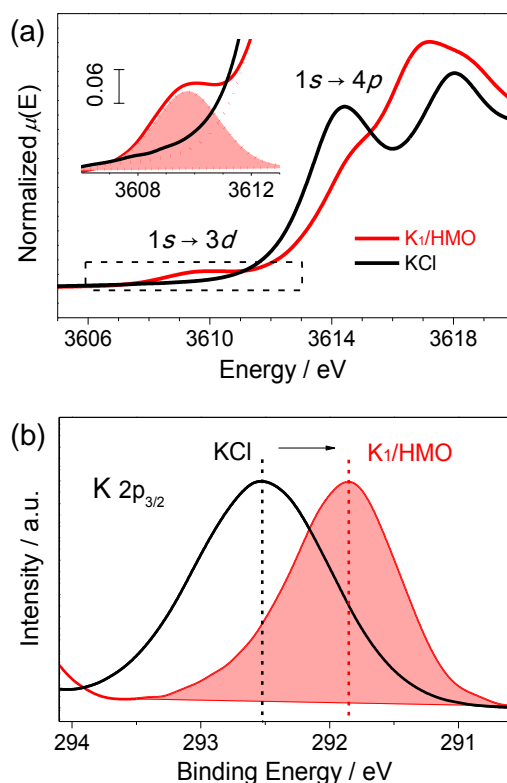 (a)
0.06
3608
3612
1s → 4p
1s → 3d
K₁/HMO
KCl
Normalized μ(E)
3606
3610
3614
3618
Energy / eV
(b)
KCl
K₁/HMO
K 2p₃/₂
Intensity / a.u.
294
293
292
291
Binding Energy / eV